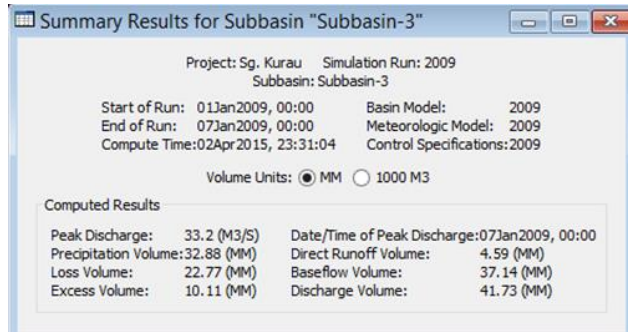 Summary Results for Subbasin "Subbasin-3"
Project: Sg. Kurau Simulation Run: 2009
Subbasin: Subbasin-3
Start of Run: 01Jan2009, 00:00 Basin Model: 2009
End of Run: 07Jan2009, 00:00 Meteorologic Model: 2009
Compute Time:02Apr2015, 23:31:04 Control Specifications:2009
Volume Units: MM 1000 M3
Computed Results
Peak Discharge: 33.2 (M3/S) Date/Time of Peak Discharge:07Jan2009, 00:00
Precipitation Volume:32.88 (MM) Direct Runoff Volume: 4.59 (MM)
Loss Volume: 22.77 (MM) Baseflow Volume: 37.14 (MM)
Excess Volume: 10.11 (MM) Discharge Volume: 41.73 (MM)